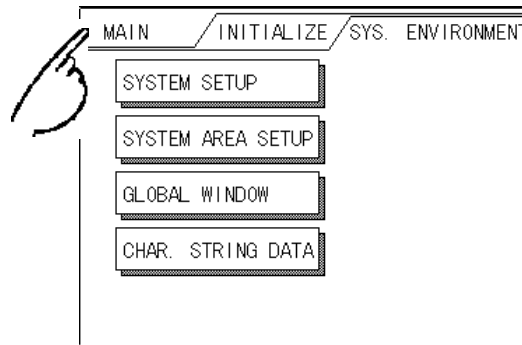 MAIN INITIALIZE SYS. ENVIRONMENT
SYSTEM SETUP
SYSTEM AREA SETUP
GLOBAL WINDOW
CHAR. STRING DATA